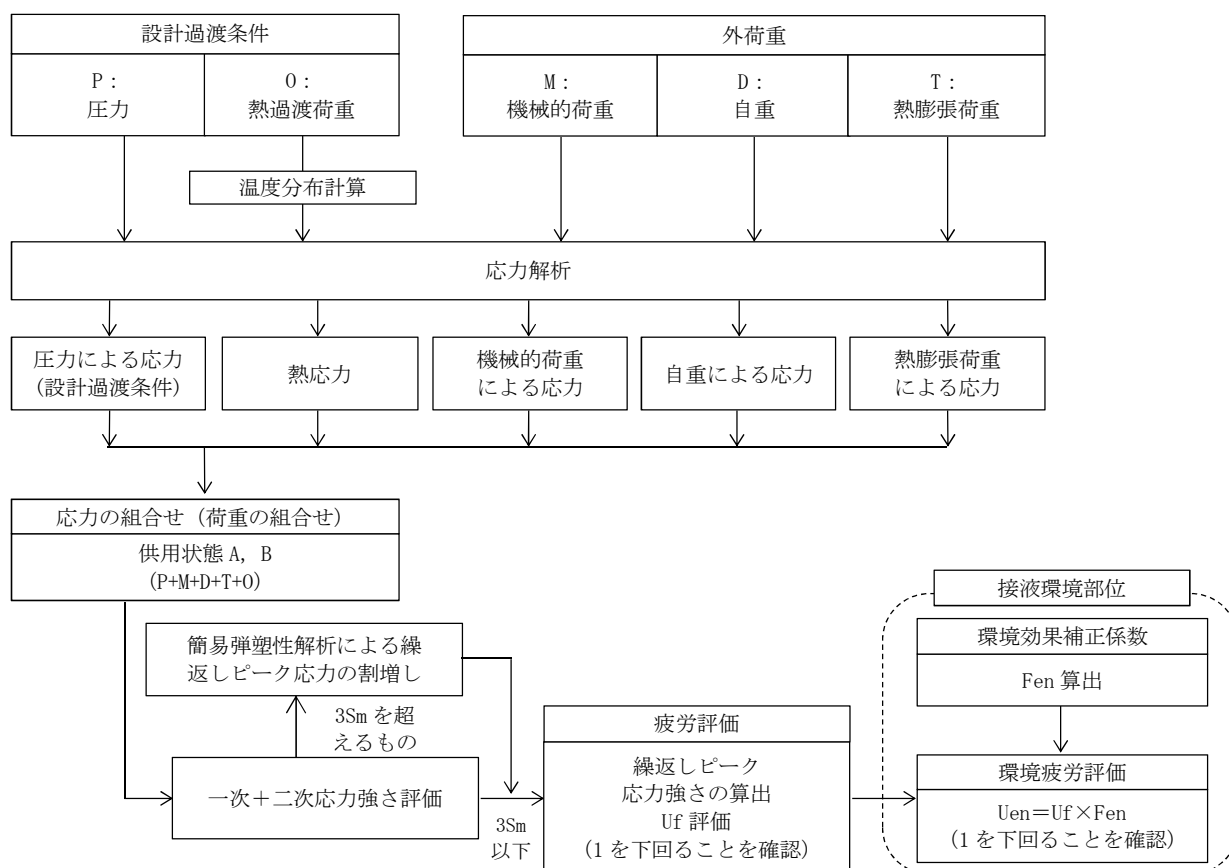 設計過渡条件
P：
圧力
O：
熱過渡荷重
外荷重
M：
機械的荷重
D：
自重
T：
熱膨張荷重
温度分布計算
応力解析
圧力による応力
(設計過渡条件)
熱応力
機械的荷重
による応力
自重による応力
熱膨張荷重
による応力
応力の組合せ（荷重の組合せ）
供用状態 A, B
(P+M+D+T+O)
簡易弾塑性解析による繰
返しピーク応力の割増し
3Sm を超
えるもの
一次＋二次応力強さ評価
3Sm
以下
疲労評価
繰返しピーク
応力強さの算出
Uf 評価
(1 を下回ることを確認)
接液環境部位
環境効果補正係数
Fen 算出
環境疲労評価
Uen＝Uf×Fen
(1 を下回ることを確認)